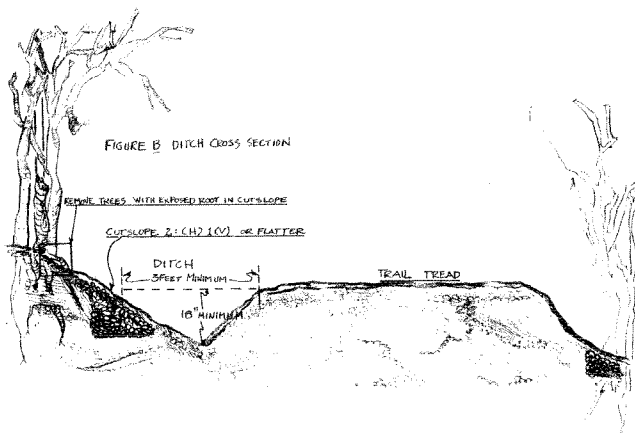 FIGURE B DITCH CROSS SECTION
REMOVE TREES WITH EXPOSED ROOT IN CUTSLOPE
CUTSLOPE 2:(H) 1(V) OR FLATTER
DITCH
3FEET MINIMUM
TRAIL TREAD
18" MINIMUM